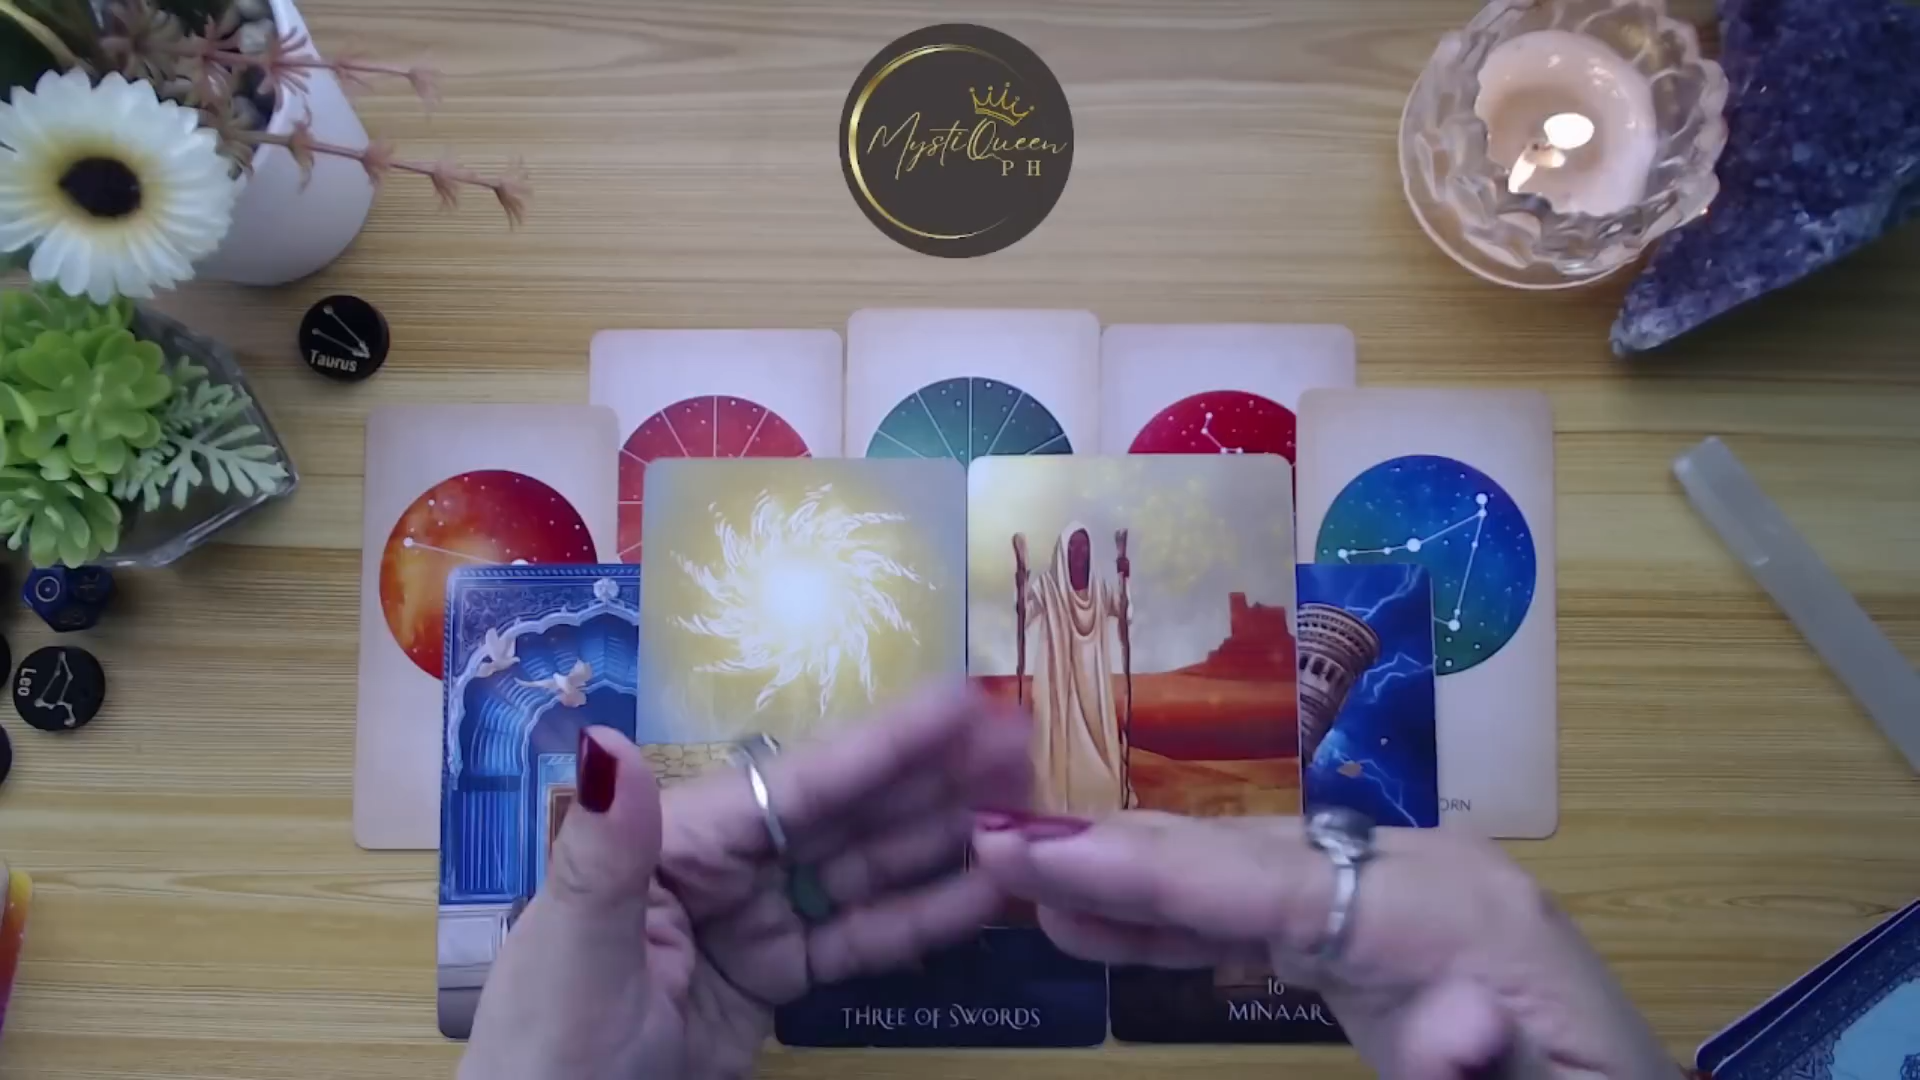 MystiQueen
PH
Taurus
Leo
ORN
THREE OF SWORDS
16
MINAAR